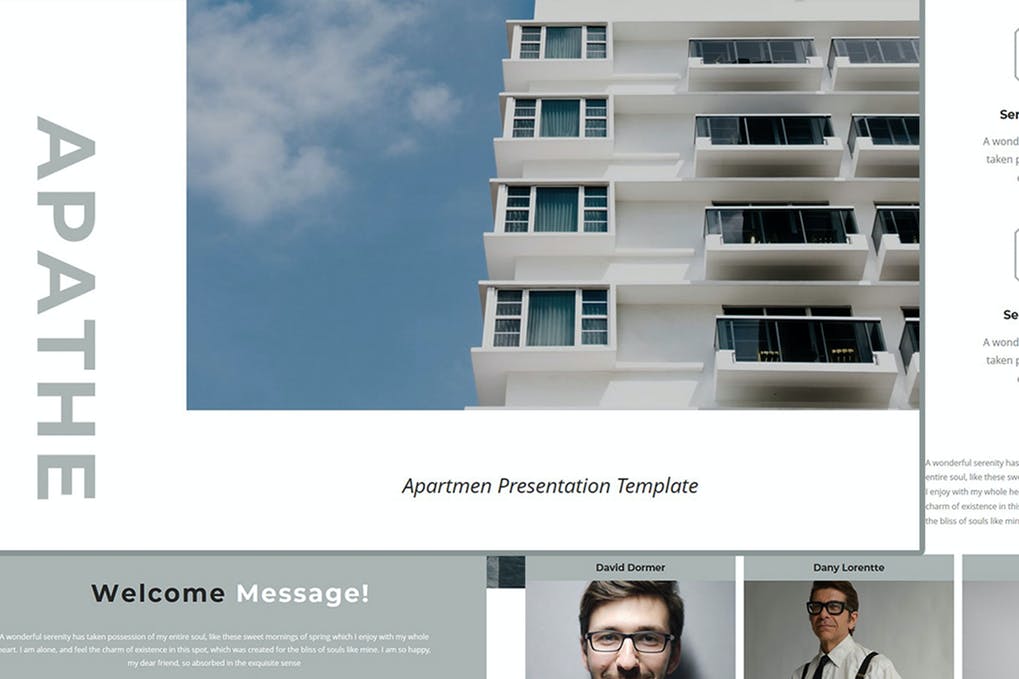 APATHE
Apartmen Presentation Template
Ser
A wond
taken p
Se
A wond
taken p
A wonderful serenity has
entire soul, like these swe
I enjoy with my whole he
charm of existence in this
the bliss of souls like min
Welcome Message!
A wonderful serenity has taken possession of my entire soul, like these sweet mornings of spring which I enjoy with my whole
heart. I am alone, and feel the charm of existence in this spot, which was created for the bliss of souls like mine. I am so happy,
my dear friend, so absorbed in the exquisite sense
David Dormer
Dany Lorentte